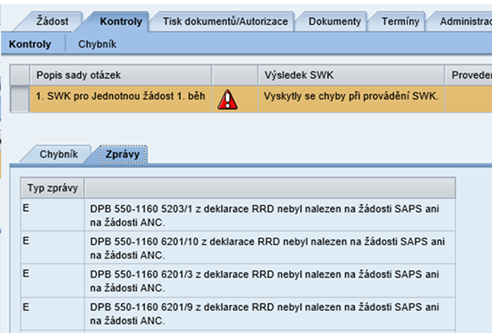 Žádost Kontroly Tisk dokumentů/Autorizace Dokumenty Termíny
Kontroly Chybník
Popis sady otázek Výsledek SWK
1. SWK pro Jednotnou žádost 1. běh Vyskytly se chyby při provádění SWK.
Chybník Zprávy
Typ zprávy
E DPB 550-1160 5203/1 z deklarace RRD nebyl nalezen na žádosti SAPS ani
na žádosti ANC.
E DPB 550-1160 6201/10 z deklarace RRD nebyl nalezen na žádosti SAPS ani
na žádosti ANC.
E DPB 550-1160 6201/3 z deklarace RRD nebyl nalezen na žádosti SAPS ani
na žádosti ANC.
E DPB 550-1160 6201/9 z deklarace RRD nebyl nalezen na žádosti SAPS ani
na žádosti ANC.